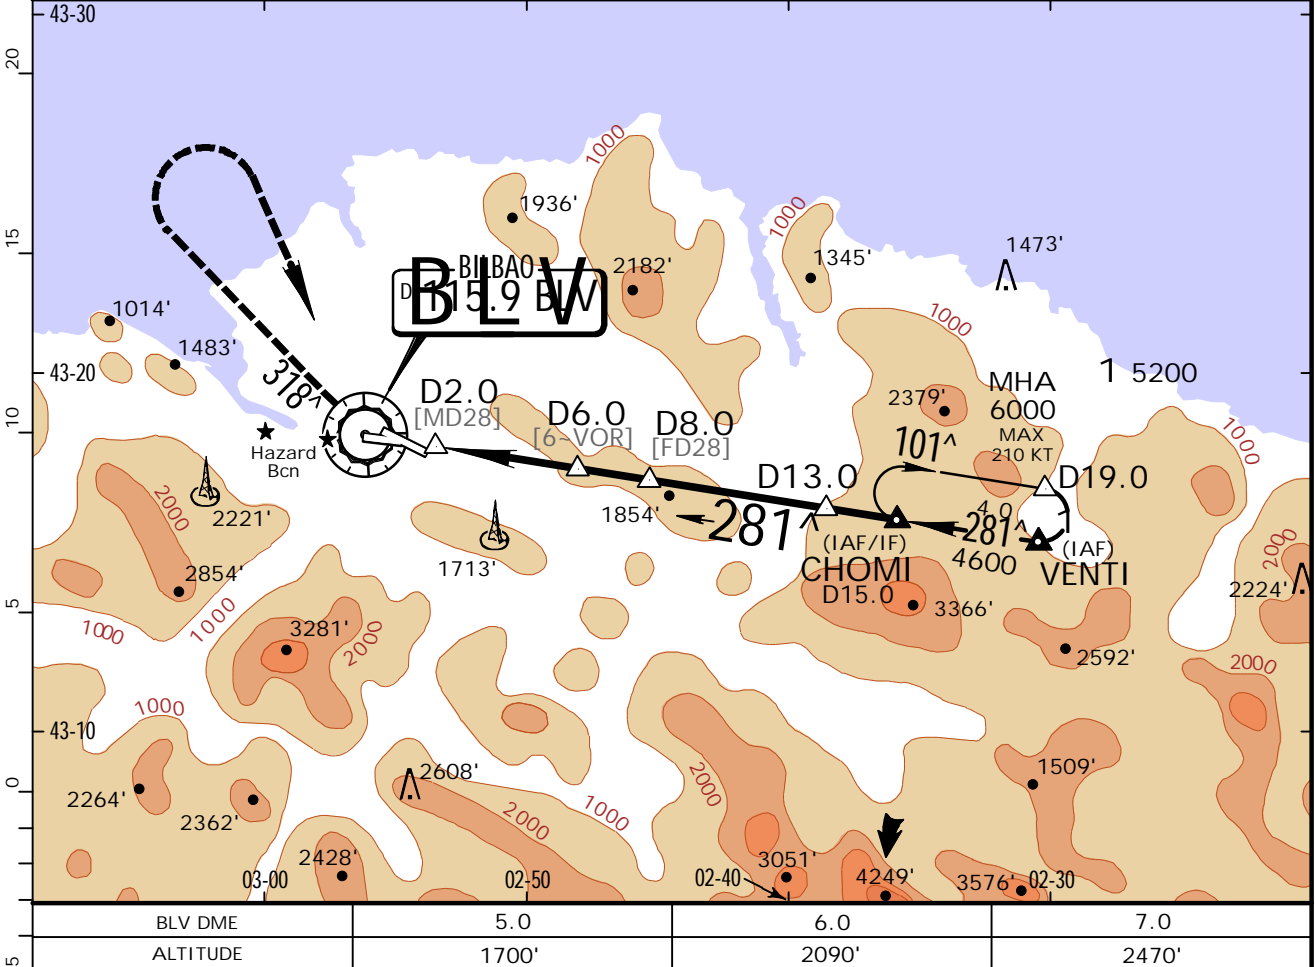 43-30
20
1000
1936'
1000
15
1473'
1345'
BILBAO
2182'
D 115.9 BLV
B L V
1014'
1000
1483'
43-20
1 5200
MHA
6000
MAX
210 KT
318^
D2.0
[MD28]
2379'
D6.0
[6~VOR]
D8.0
[FD28]
10
101^
1000
Hazard
Bcn
D13.0
D19.0
2000
2221'
1854'
281^
4.0
281^
4600
(IAF/IF)
CHOMI
D15.0
(IAF)
VENTI
2000
1713'
2854'
2224'
5
1000
1000
3281'
2000
3366'
2592'
2000
1000
43-10
2608'
2000
1509'
0
2264'
2362'
2000
1000
2428'
3051'
4249'
3576'
03-00
02-50
02-40
02-30
BLV DME
5.0
6.0
7.0
ALTITUDE
1700'
2090'
2470'
5